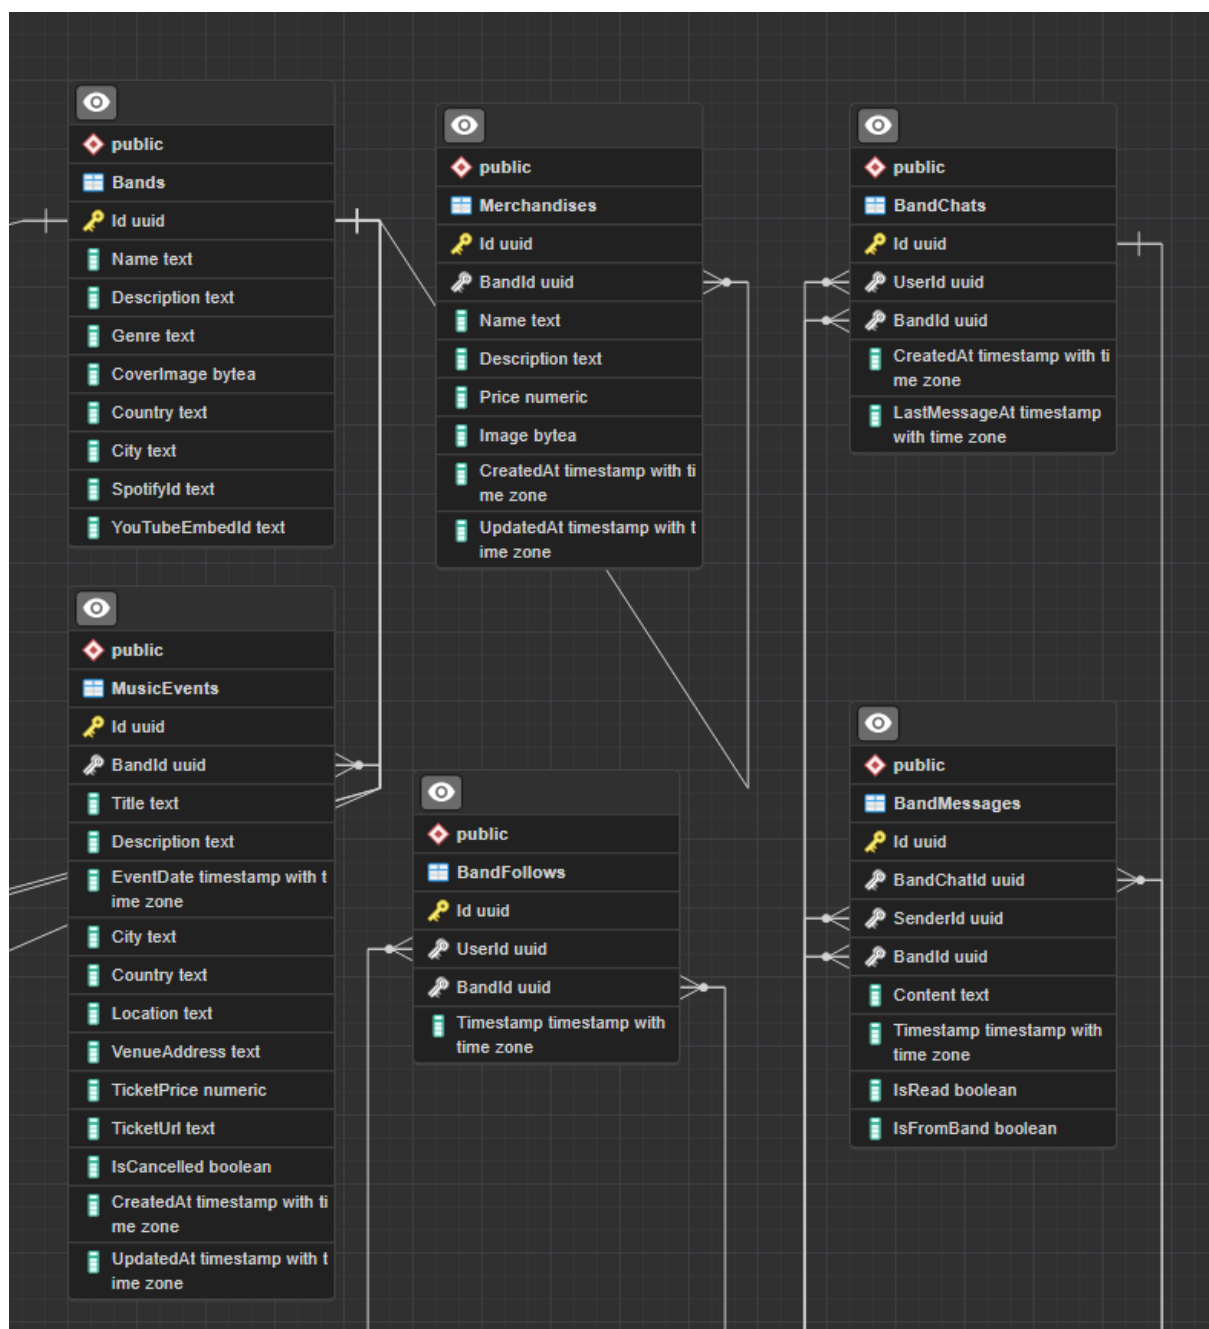 public
Bands
Id uuid
Name text
Description text
Genre text
CoverImage bytea
Country text
City text
SpotifyId text
YouTubeEmbedId text
public
Merchandises
Id uuid
BandId uuid
Name text
Description text
Price numeric
Image bytea
CreatedAt timestamp with ti
me zone
UpdatedAt timestamp with t
ime zone
public
BandChats
Id uuid
UserId uuid
BandId uuid
CreatedAt timestamp with ti
me zone
LastMessageAt timestamp
with time zone
public
MusicEvents
Id uuid
BandId uuid
Title text
Description text
EventDate timestamp with t
ime zone
City text
Country text
Location text
VenueAddress text
TicketPrice numeric
TicketUrl text
IsCancelled boolean
CreatedAt timestamp with ti
me zone
UpdatedAt timestamp with t
ime zone
public
BandFollows
Id uuid
UserId uuid
BandId uuid
Timestamp timestamp with
time zone
public
BandMessages
Id uuid
BandChatId uuid
SenderId uuid
BandId uuid
Content text
Timestamp timestamp with
time zone
IsRead boolean
IsFromBand boolean